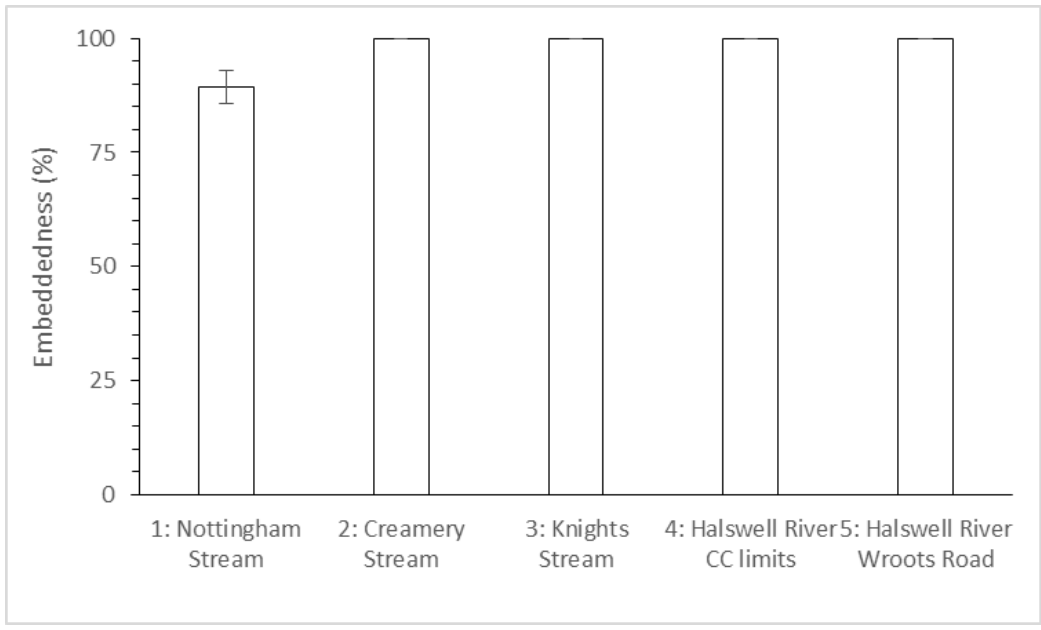 100
75
50
25
0
Embeddedness (%)
1: Nottingham Stream
2: Creamery Stream
3: Knights Stream
4: Halswell River CC limits
5: Halswell River Wroots Road